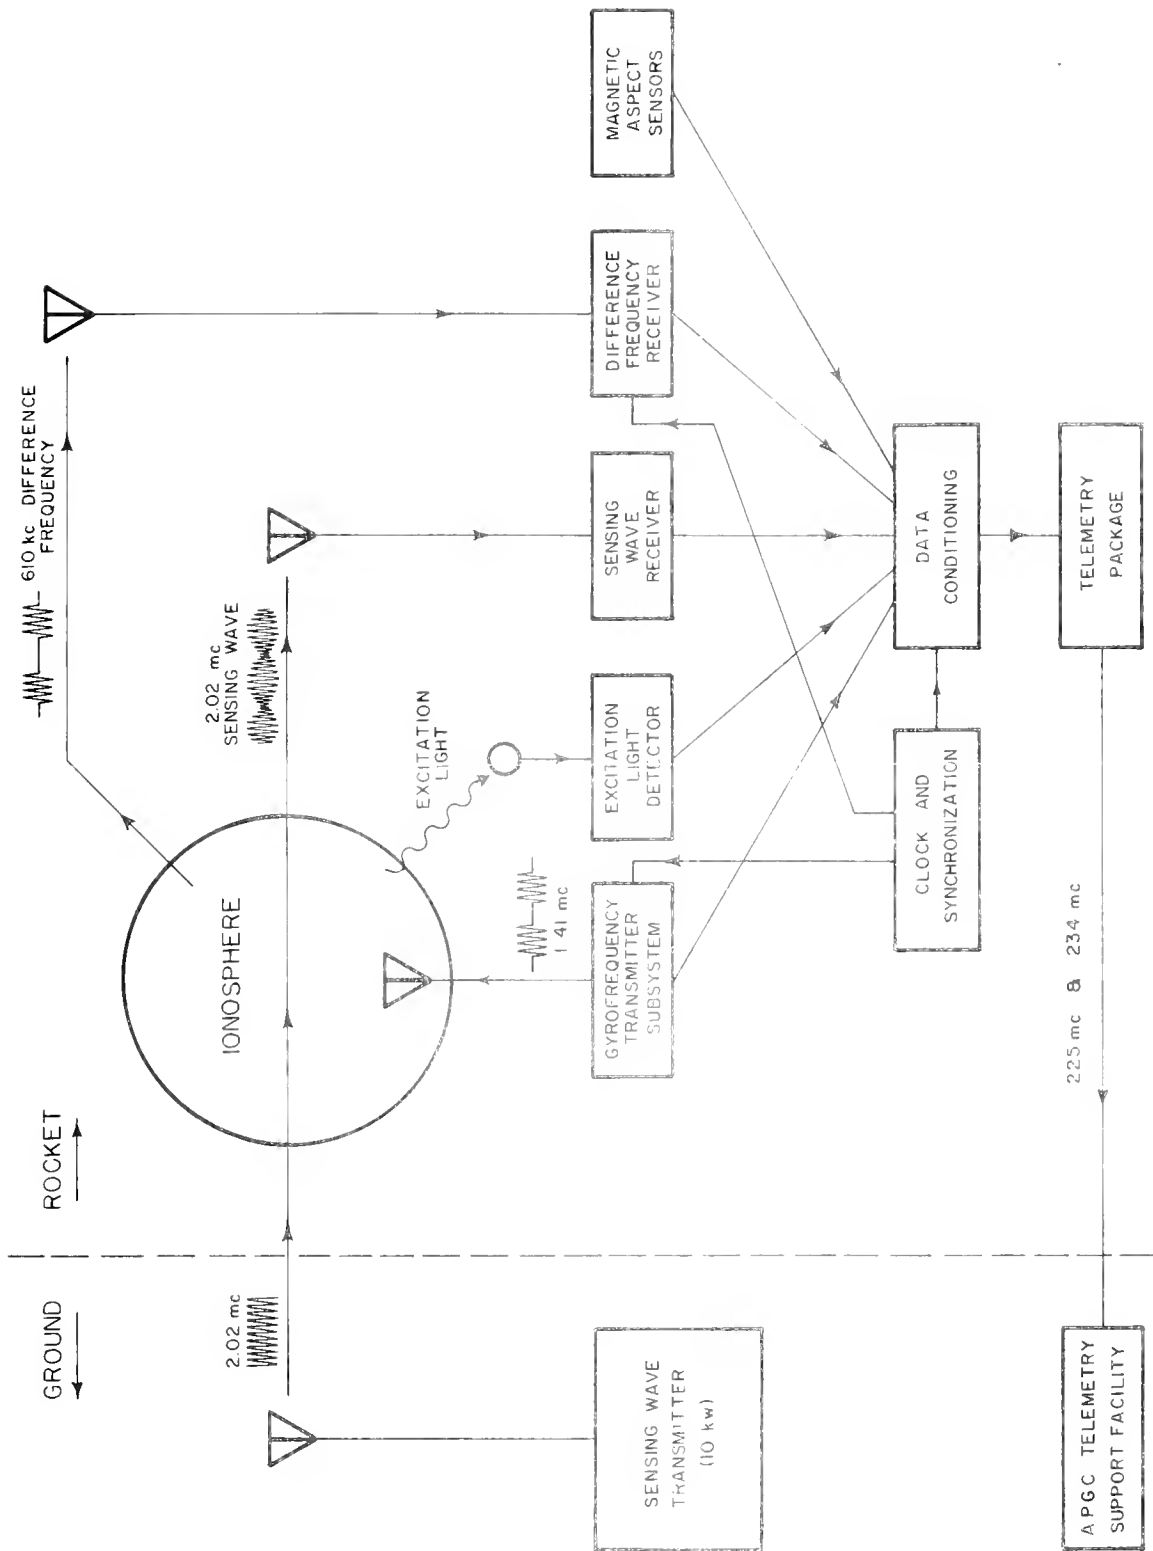 GROUND
ROCKET
2.02 mc
IONOSPHERE
2.02 mc
SENSING WAVE
610 kc DIFFERENCE
FREQUENCY
EXCITATION
LIGHT
1.41 mc
SENSING WAVE
TRANSMITTER
(10 kw)
GYROFREQUENCY
TRANSMITTER
SUBSYSTEM
EXCITATION
LIGHT
DETECTOR
SENSING
WAVE
RECEIVER
DIFFERENCE
FREQUENCY
RECEIVER
MAGNETIC
ASPECT
SENSORS
CLOCK AND
SYNCHRONIZATION
DATA
CONDITIONING
APGC TELEMETRY
SUPPORT FACILITY
225 mc & 234 mc
TELEMETRY
PACKAGE